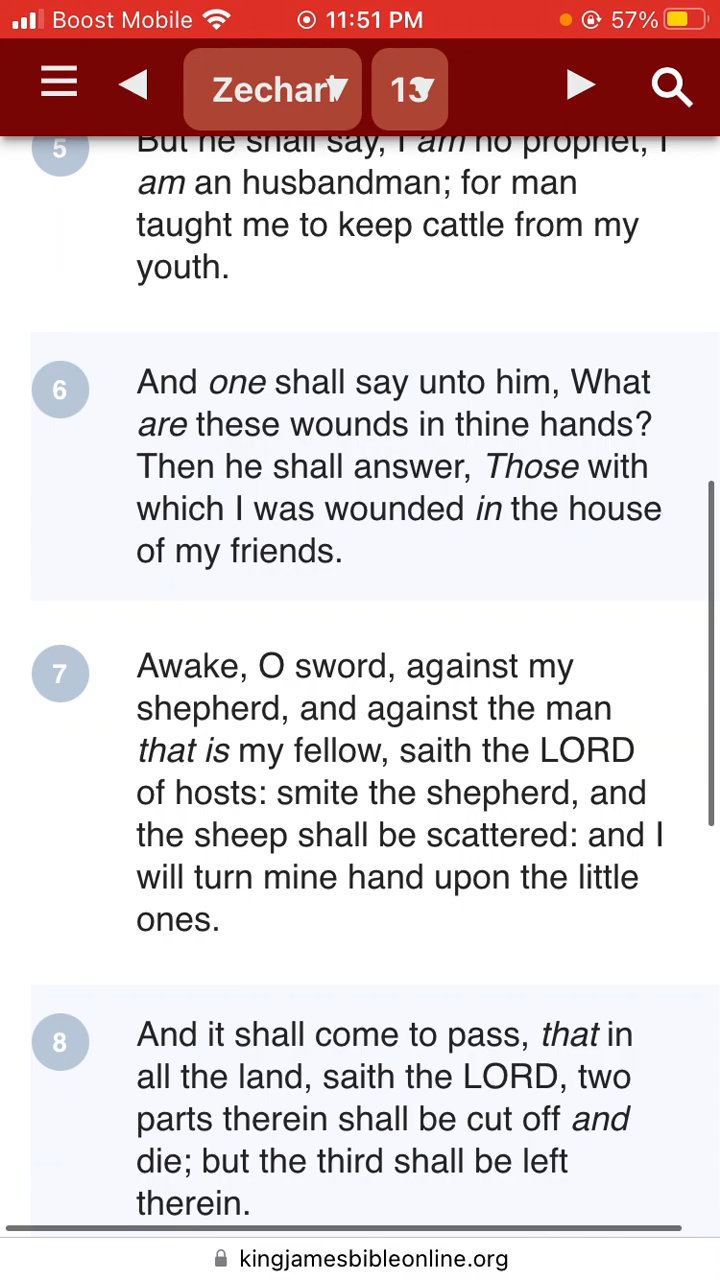 Boost Mobile 11:51 PM 57%
Zechari 13
5 But he shall say, I am no prophet, I
am an husbandman; for man
taught me to keep cattle from my
youth.
6 And one shall say unto him, What
are these wounds in thine hands?
Then he shall answer, Those with
which I was wounded in the house
of my friends.
7 Awake, O sword, against my
shepherd, and against the man
that is my fellow, saith the LORD
of hosts: smite the shepherd, and
the sheep shall be scattered: and I
will turn mine hand upon the little
ones.
8 And it shall come to pass, that in
all the land, saith the LORD, two
parts therein shall be cut off and
die; but the third shall be left
therein.
kingjamesbibleonline.org